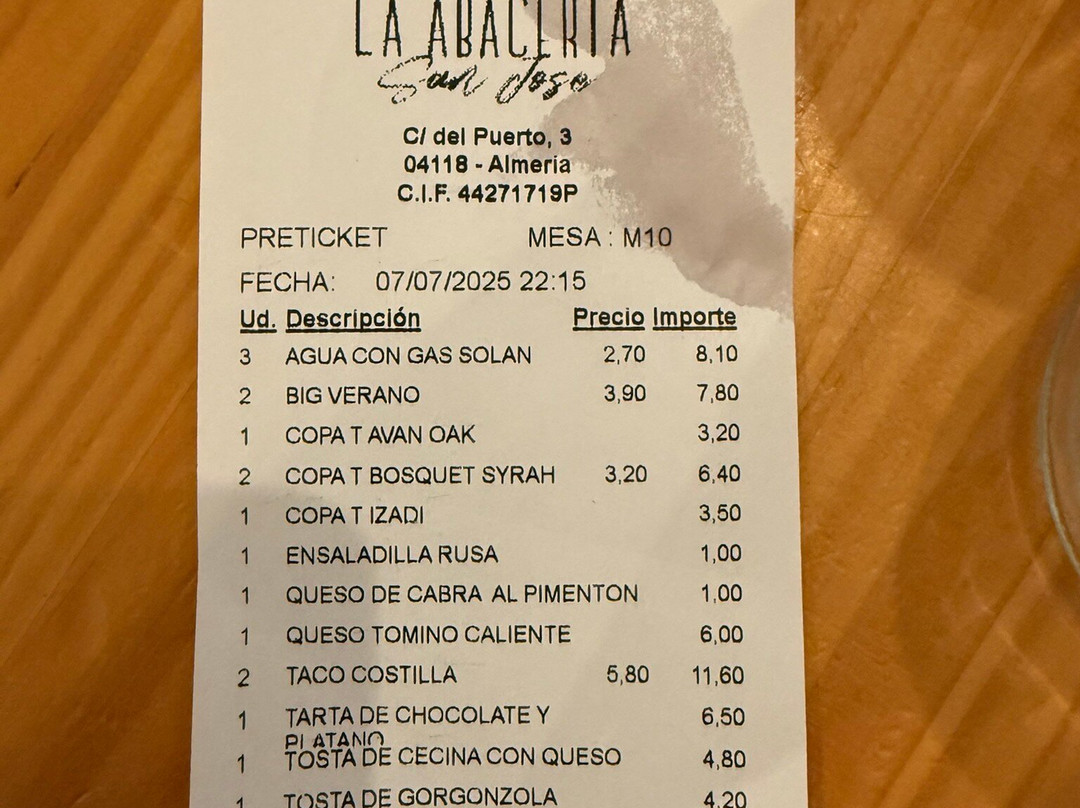 LA ABACERIA
San Jose
C/ del Puerto, 3
04118 - Almería
C.I.F. 44271719P
PRETICKET MESA : M10
FECHA: 07/07/2025 22:15
Ud. Descripción Precio Importe
3 AGUA CON GAS SOLAN 2,70 8,10
2 BIG VERANO 3,90 7,80
1 COPA T AVAN OAK 3,20
2 COPA T BOSQUET SYRAH 3,20 6,40
1 COPA T IZADI 3,50
1 ENSALADILLA RUSA 1,00
1 QUESO DE CABRA AL PIMENTON 1,00
1 QUESO TOMINO CALIENTE 6,00
2 TACO COSTILLA 5,80 11,60
1 TARTA DE CHOCOLATE Y 6,50
PLATANO
1 TOSTA DE CECINA CON QUESO 4,80
1 TOSTA DE GORGONZOLA 4,20